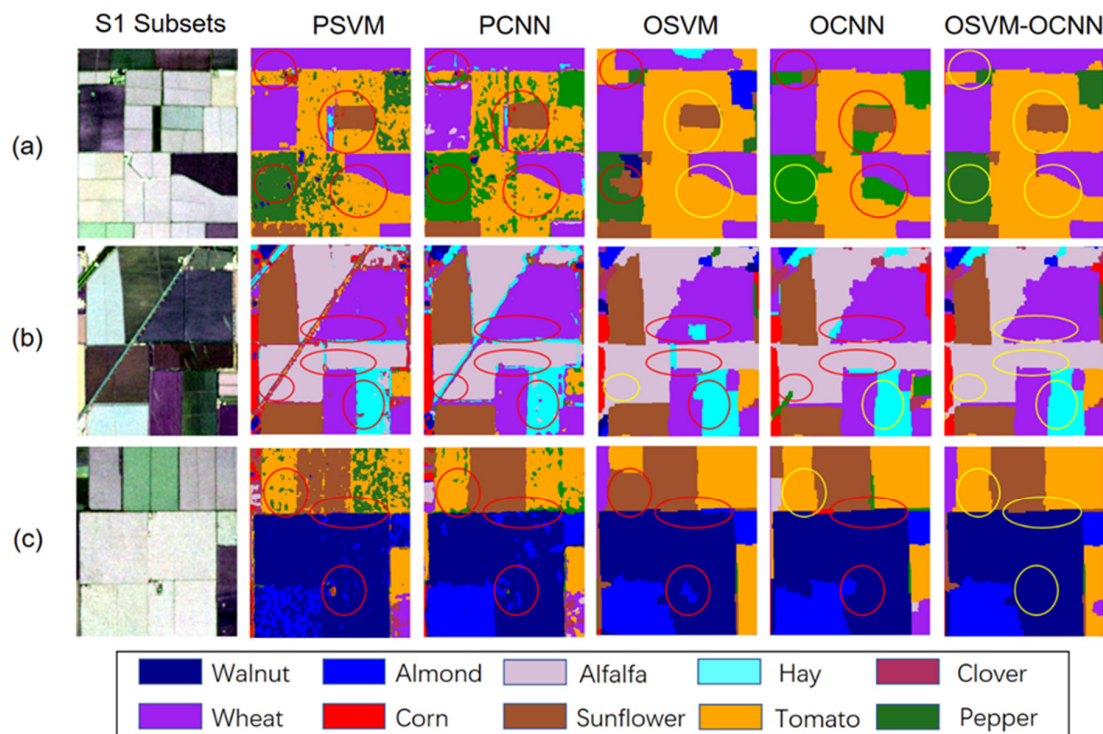 S1 Subsets PSVM PCNN OSVM OCNN OSVM-OCNN
(a)
(b)
(c)
Walnut Almond Alfalfa Hay Clover
Wheat Corn Sunflower Tomato Pepper